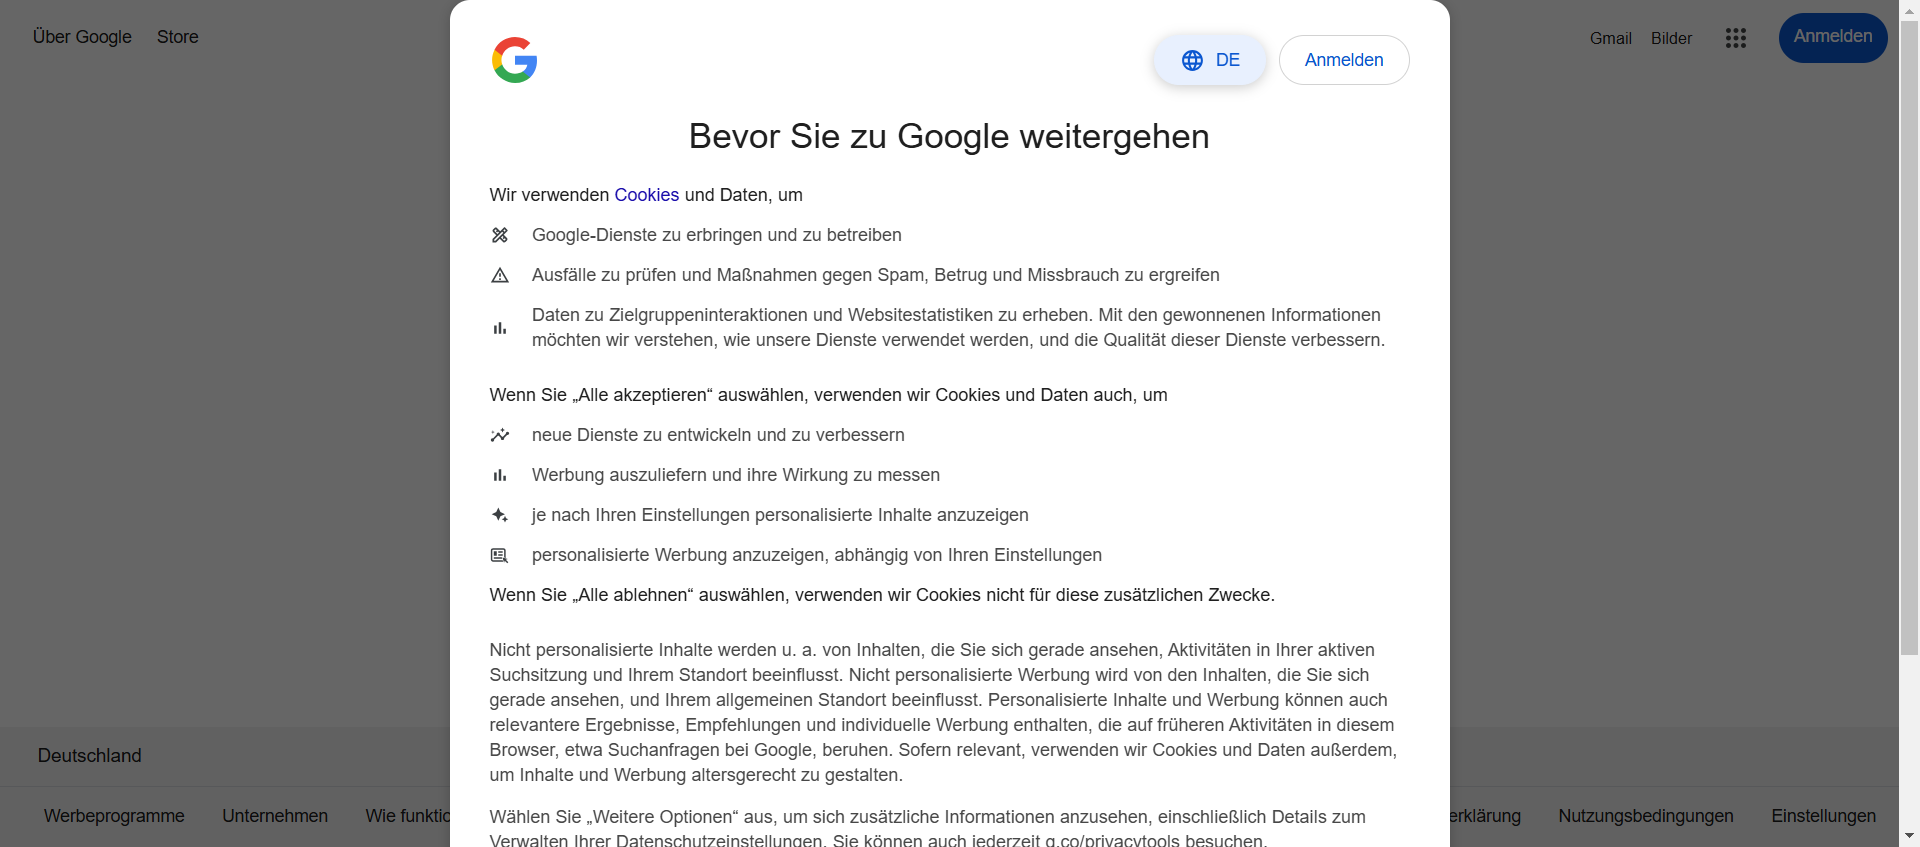 Über Google
Store
Gmail
Bilder
Anmelden
DE
Anmelden
Bevor Sie zu Google weitergehen
Wir verwenden Cookies und Daten, um
Google-Dienste zu erbringen und zu betreiben
Ausfälle zu prüfen und Maßnahmen gegen Spam, Betrug und Missbrauch zu ergreifen
Daten zu Zielgruppeninteraktionen und Websitestatistiken zu erheben. Mit den gewonnenen Informationen
möchten wir verstehen, wie unsere Dienste verwendet werden, und die Qualität dieser Dienste verbessern.
Wenn Sie „Alle akzeptieren“ auswählen, verwenden wir Cookies und Daten auch, um
neue Dienste zu entwickeln und zu verbessern
Werbung auszuliefern und ihre Wirkung zu messen
je nach Ihren Einstellungen personalisierte Inhalte anzuzeigen
personalisierte Werbung anzuzeigen, abhängig von Ihren Einstellungen
Wenn Sie „Alle ablehnen“ auswählen, verwenden wir Cookies nicht für diese zusätzlichen Zwecke.
Nicht personalisierte Inhalte werden u. a. von Inhalten, die Sie sich gerade ansehen, Aktivitäten in Ihrer aktiven
Suchsitzung und Ihrem Standort beeinflusst. Nicht personalisierte Werbung wird von den Inhalten, die Sie sich
gerade ansehen, und Ihrem allgemeinen Standort beeinflusst. Personalisierte Inhalte und Werbung können auch
relevantere Ergebnisse, Empfehlungen und individuelle Werbung enthalten, die auf früheren Aktivitäten in diesem
Browser, etwa Suchanfragen bei Google, beruhen. Sofern relevant, verwenden wir Cookies und Daten außerdem,
um Inhalte und Werbung altersgerecht zu gestalten.
Wählen Sie „Weitere Optionen“ aus, um sich zusätzliche Informationen anzusehen, einschließlich Details zum
Verwalten Ihrer Datenschutzeinstellungen. Sie können auch jederzeit g.co/privacytools besuchen.
Deutschland
Werbeprogramme
Unternehmen
Wie funktio
erklärung
Nutzungsbedingungen
Einstellungen